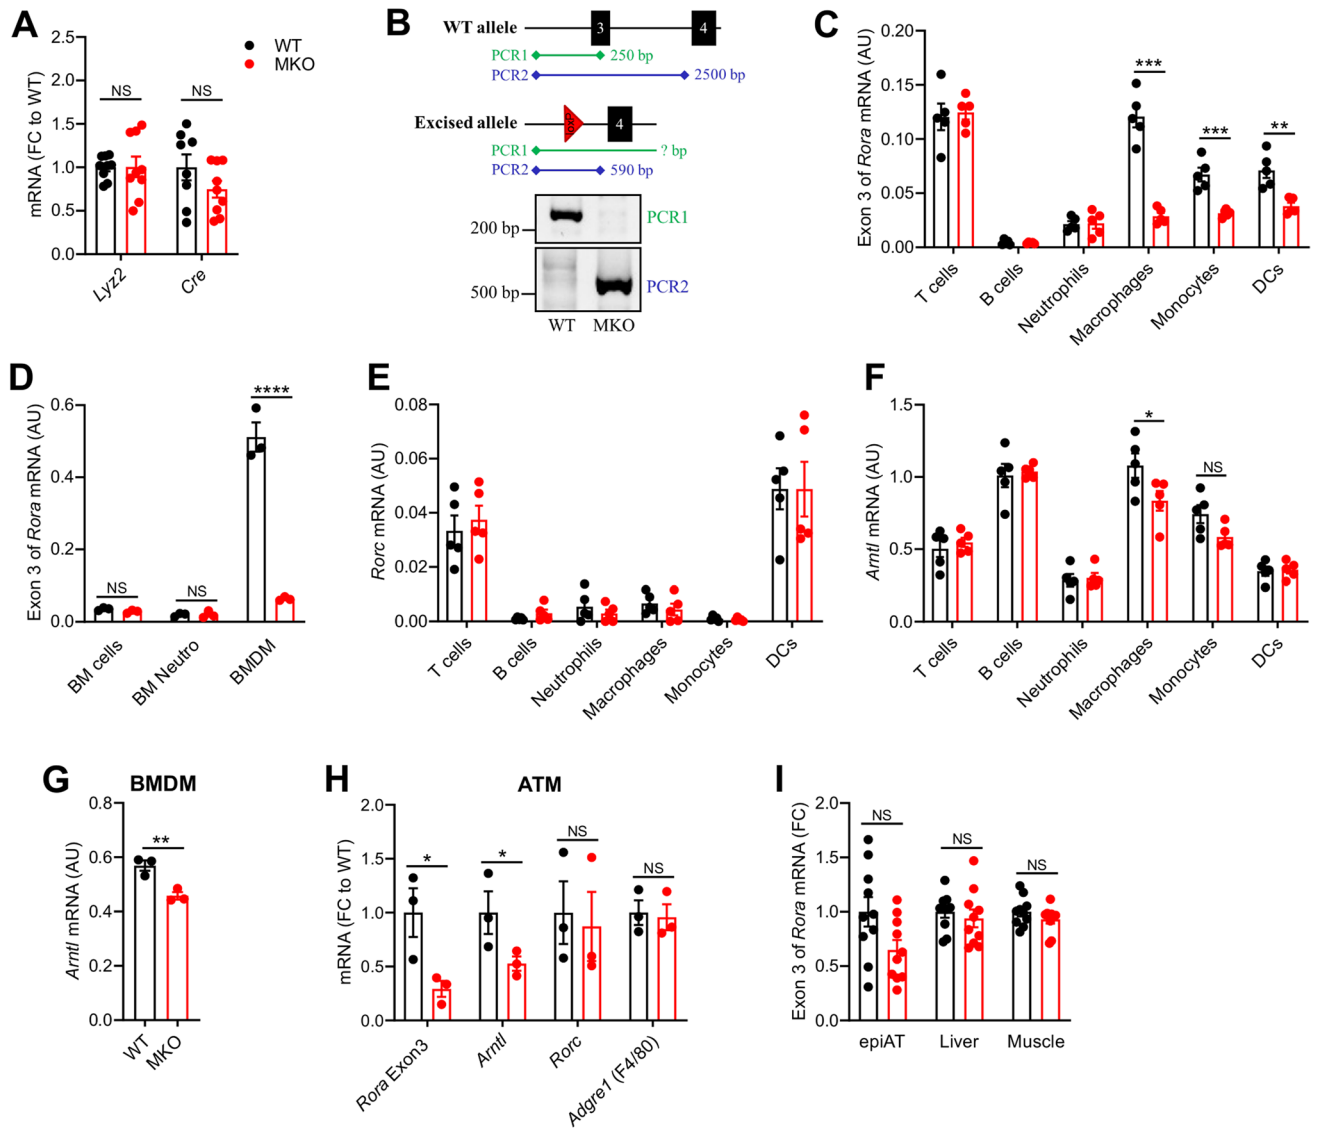 A
mRNA (FC to WT)
2.5
2.0
1.5
1.0
0.5
0.0
NS
NS
Lyz2
Cre
WT
MKO
B
WT allele
3
4
PCR1
250 bp
PCR2
2500 bp
Excised allele
loxP
4
PCR1
? bp
PCR2
590 bp
200 bp
PCR1
500 bp
PCR2
WT
MKO
C
Exon 3 of Rora mRNA (AU)
0.20
0.15
0.10
0.05
0.00
***
***
**
T cells
B cells
Neutrophils
Macrophages
Monocytes
DCs
D
Exon 3 of Rora mRNA (AU)
0.6
0.4
0.2
0.0
NS
NS
****
BM cells
BM Neutro
BMDM
E
Rorc mRNA (AU)
0.08
0.06
0.04
0.02
0.00
T cells
B cells
Neutrophils
Macrophages
Monocytes
DCs
F
Arntl mRNA (AU)
1.5
1.0
0.5
0.0
*
NS
T cells
B cells
Neutrophils
Macrophages
Monocytes
DCs
G
BMDM
Arntl mRNA (AU)
0.8
0.6
0.4
0.2
0.0
**
WT
MKO
H
ATM
mRNA (FC to WT)
2.0
1.5
1.0
0.5
0.0
*
*
NS
NS
Rora Exon3
Arntl
Rorc
Adgre1 (F4/80)
I
Exon 3 of Rora mRNA (FC)
2.0
1.5
1.0
0.5
0.0
NS
NS
NS
epiAT
Liver
Muscle